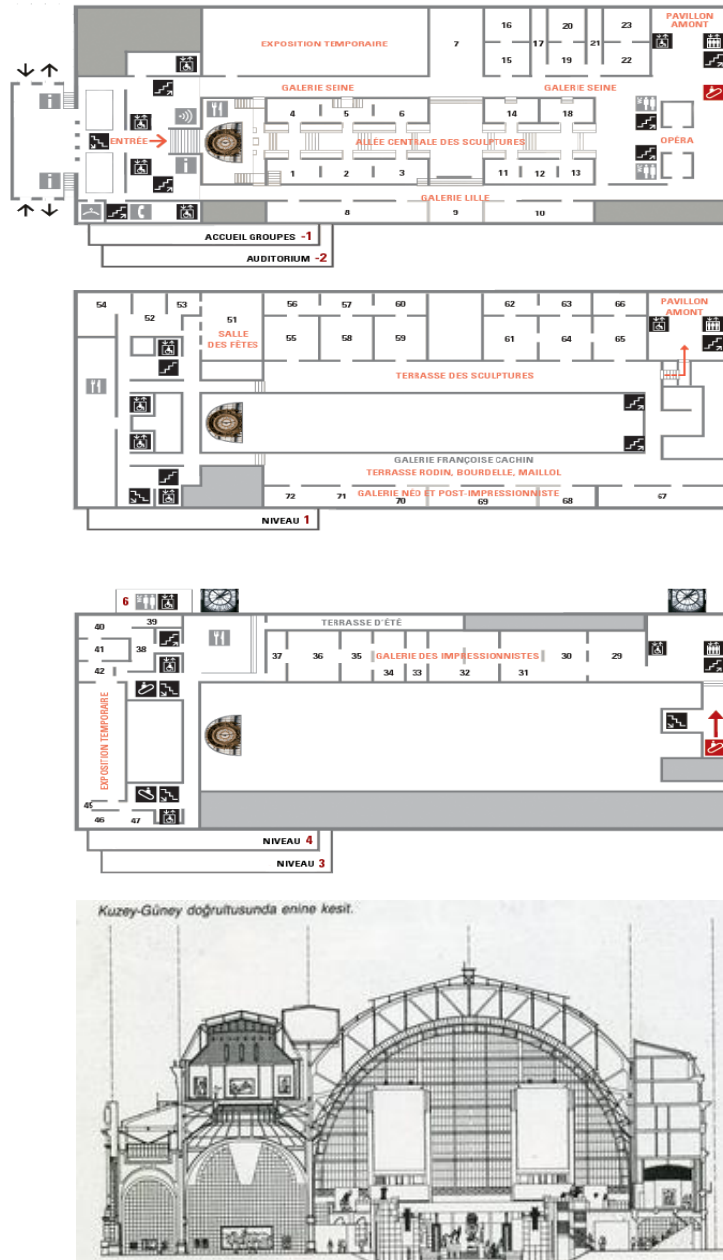 PAVILLON
AMONT
16 20 23
EXPOSITION TEMPORAIRE 7 17 21
15 19 22
GALERIE SEINE GALERIE SEINE
i
4 5 6 14 18
ENTRÉE ALLÉE CENTRALE DES SCULPTURES OPÉRA
i i
1 2 3 11 12 13
GALERIE LILLE
8 9 10
ACCUEIL GROUPES -1
AUDITORIUM -2
54 53 56 57 60 62 63 66 PAVILLON
AMONT
52 51
SALLE
DES FÊTES
55 58 59 61 64 65
TERRASSE DES SCULPTURES
GALERIE FRANÇOISE CACHIN
TERRASSE RODIN, BOURDELLE, MAILLOL
72 71 GALERIE NÉO ET POST-IMPRESSIONNISTE 67
70 69 68
NIVEAU 1
6
40 39 TERRASSE D'ÉTÉ
41 38 37 36 35 GALERIE DES IMPRESSIONNISTES 30 29
42 34 33 32 31
EXPOSITION TEMPORAIRE
45
46 47
NIVEAU 4
NIVEAU 3
Kuzey-Güney doğrultusunda enine kesit.